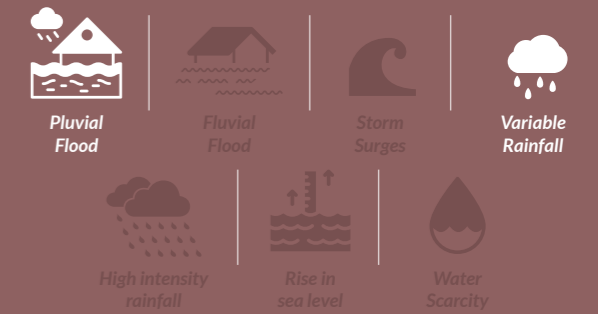 Pluvial
Flood
Fluvial
Flood
Storm
Surges
Variable
Rainfall
High intensity
rainfall
Rise in
sea level
Water
Scarcity